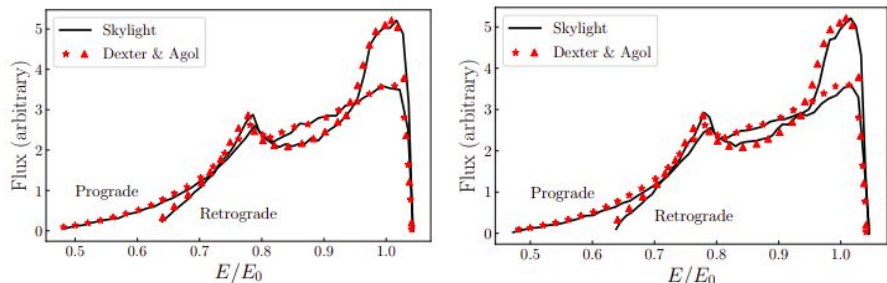 Skylight
Dexter & Agol
Flux (arbitrary)
5
4
3
2
1
0
Prograde
Retrograde
0.5 0.6 0.7 0.8 0.9 1.0
E/E₀
Skylight
Dexter & Agol
Flux (arbitrary)
5
4
3
2
1
0
Prograde
Retrograde
0.5 0.6 0.7 0.8 0.9 1.0
E/E₀